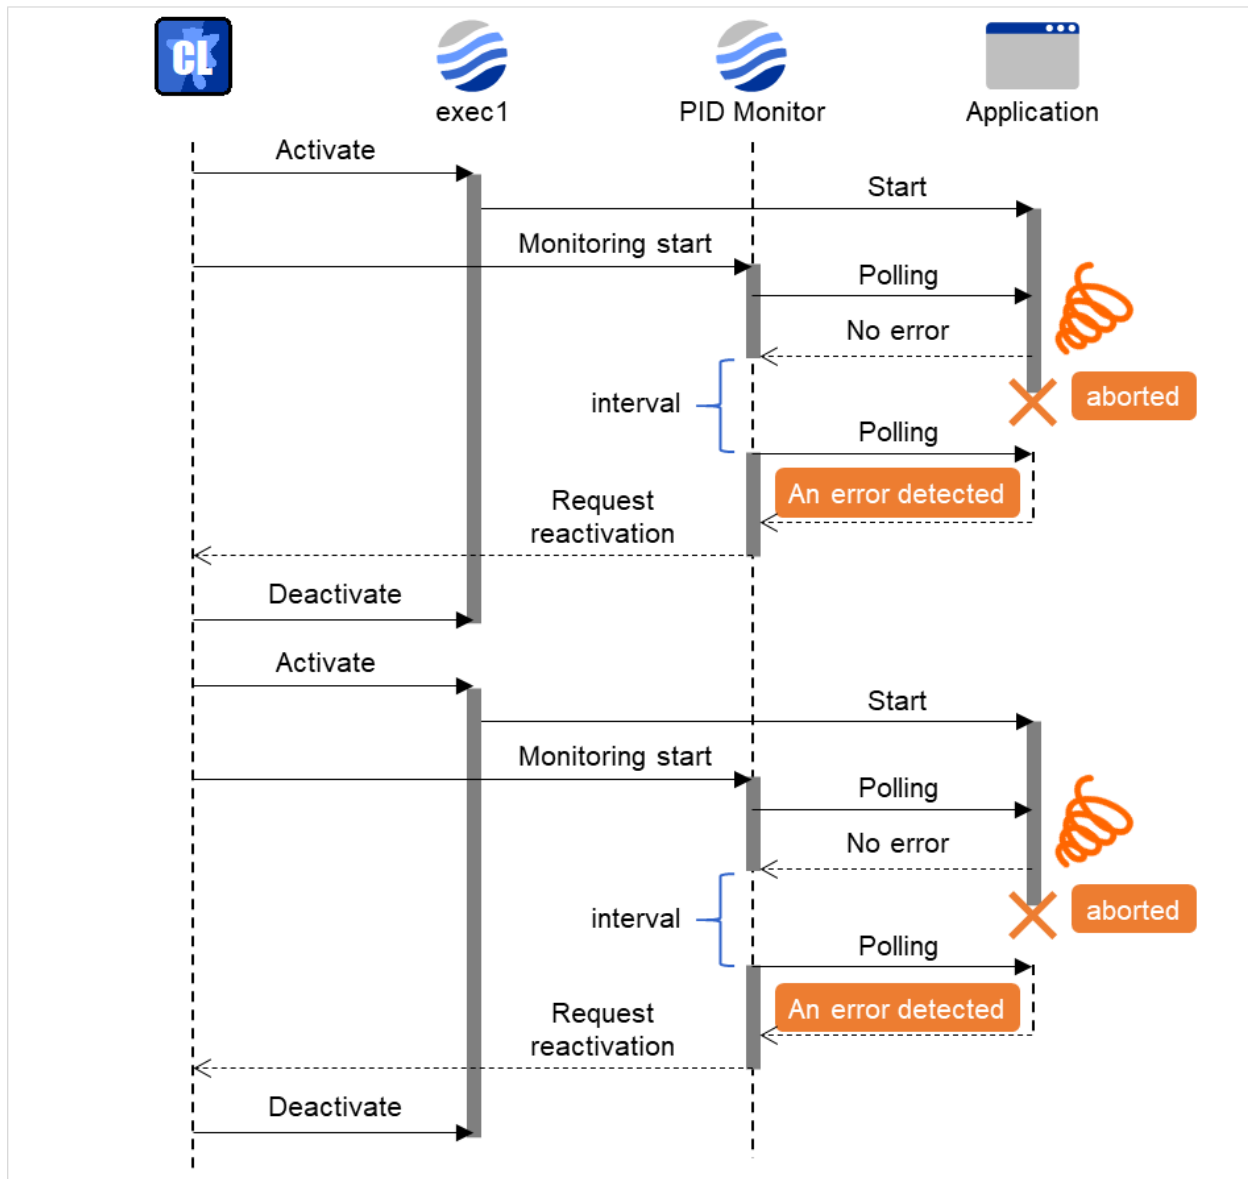 CL
exec1
PID Monitor
Application
Activate
Start
Monitoring start
Polling
No error
interval
aborted
Polling
An error detected
Request
reactivation
Deactivate
Activate
Start
Monitoring start
Polling
No error
interval
aborted
Polling
An error detected
Request
reactivation
Deactivate